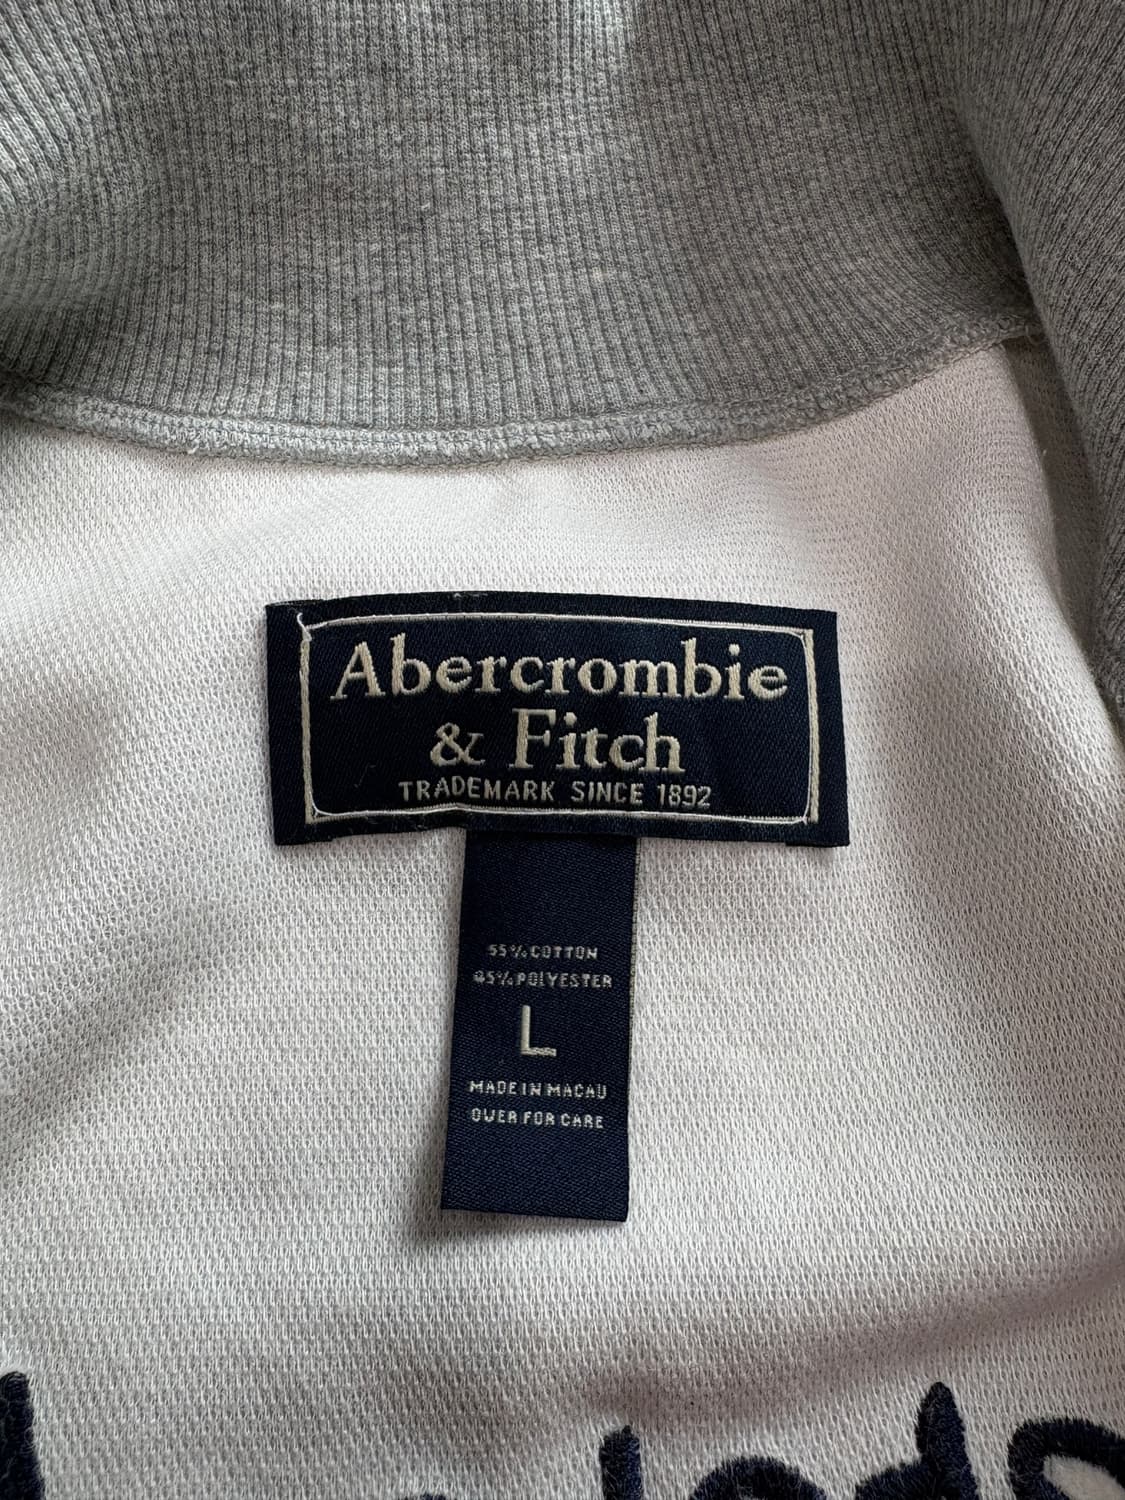 Abercrombie
& Fitch
TRADEMARK SINCE 1892
55% COTTON
45% POLYESTER
L
MADE IN MACAU
OVER FOR CARE